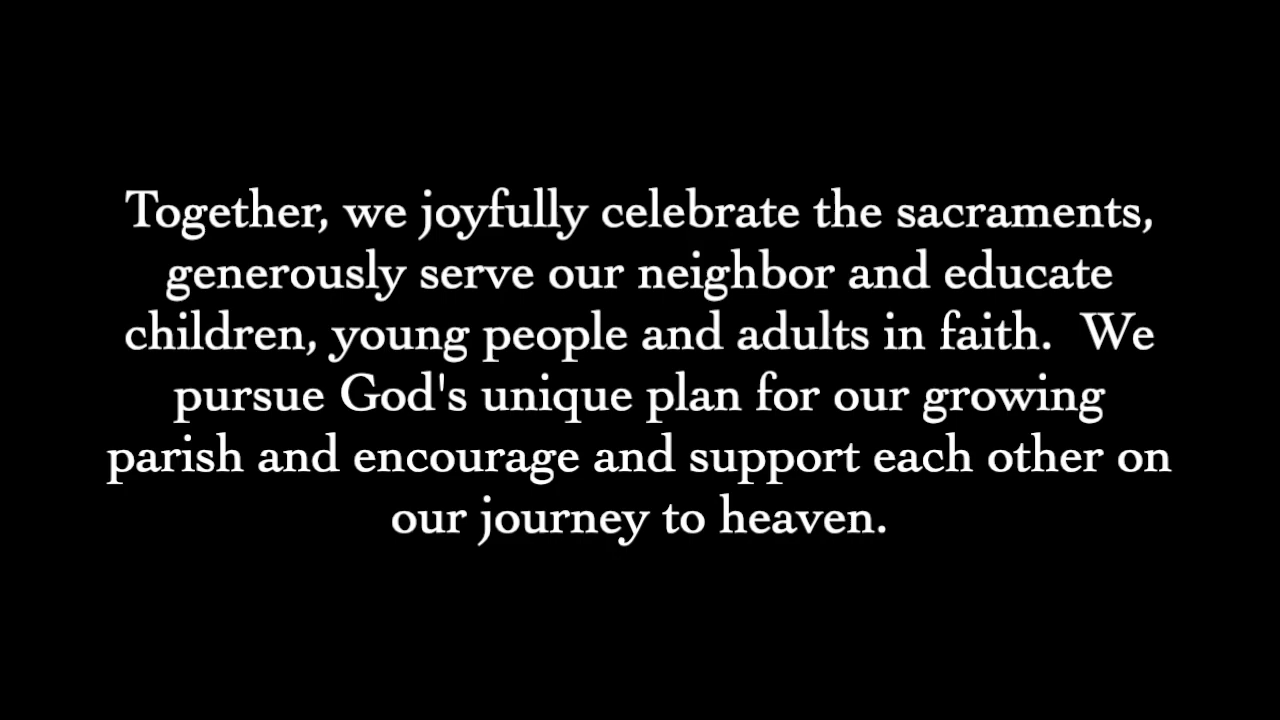 Together, we joyfully celebrate the sacraments,
generously serve our neighbor and educate
children, young people and adults in faith.  We
pursue God's unique plan for our growing
parish and encourage and support each other on
our journey to heaven.